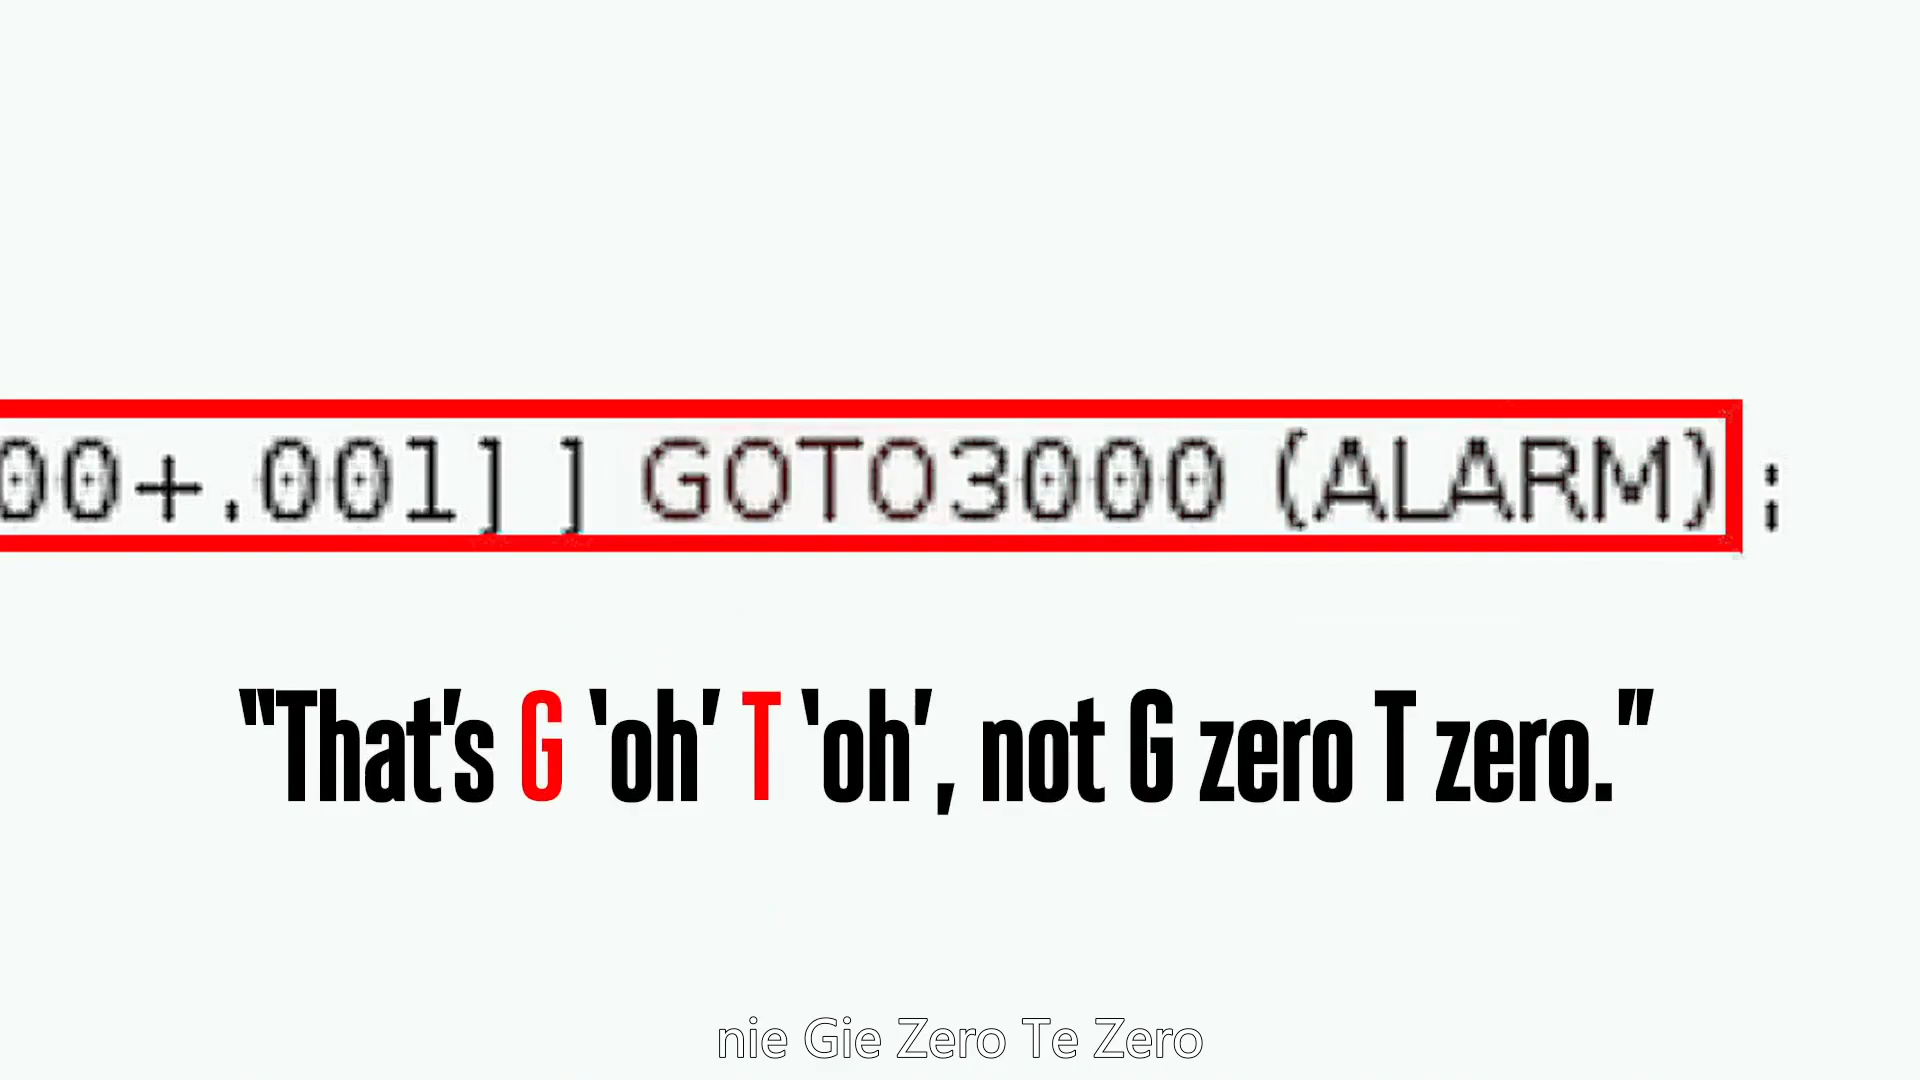 00+.001] ] GOTO3000 (ALARM) ;
“That’s G ‘oh’ T ‘oh’, not G zero T zero.”
nie Gie Zero Te Zero